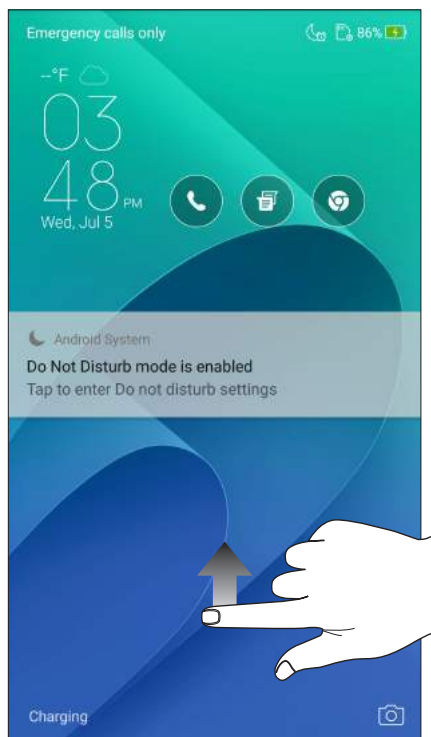 Emergency calls only
86%
--°F
03
48 PM
Wed, Jul 5
Android System
Do Not Disturb mode is enabled
Tap to enter Do not disturb settings
Charging